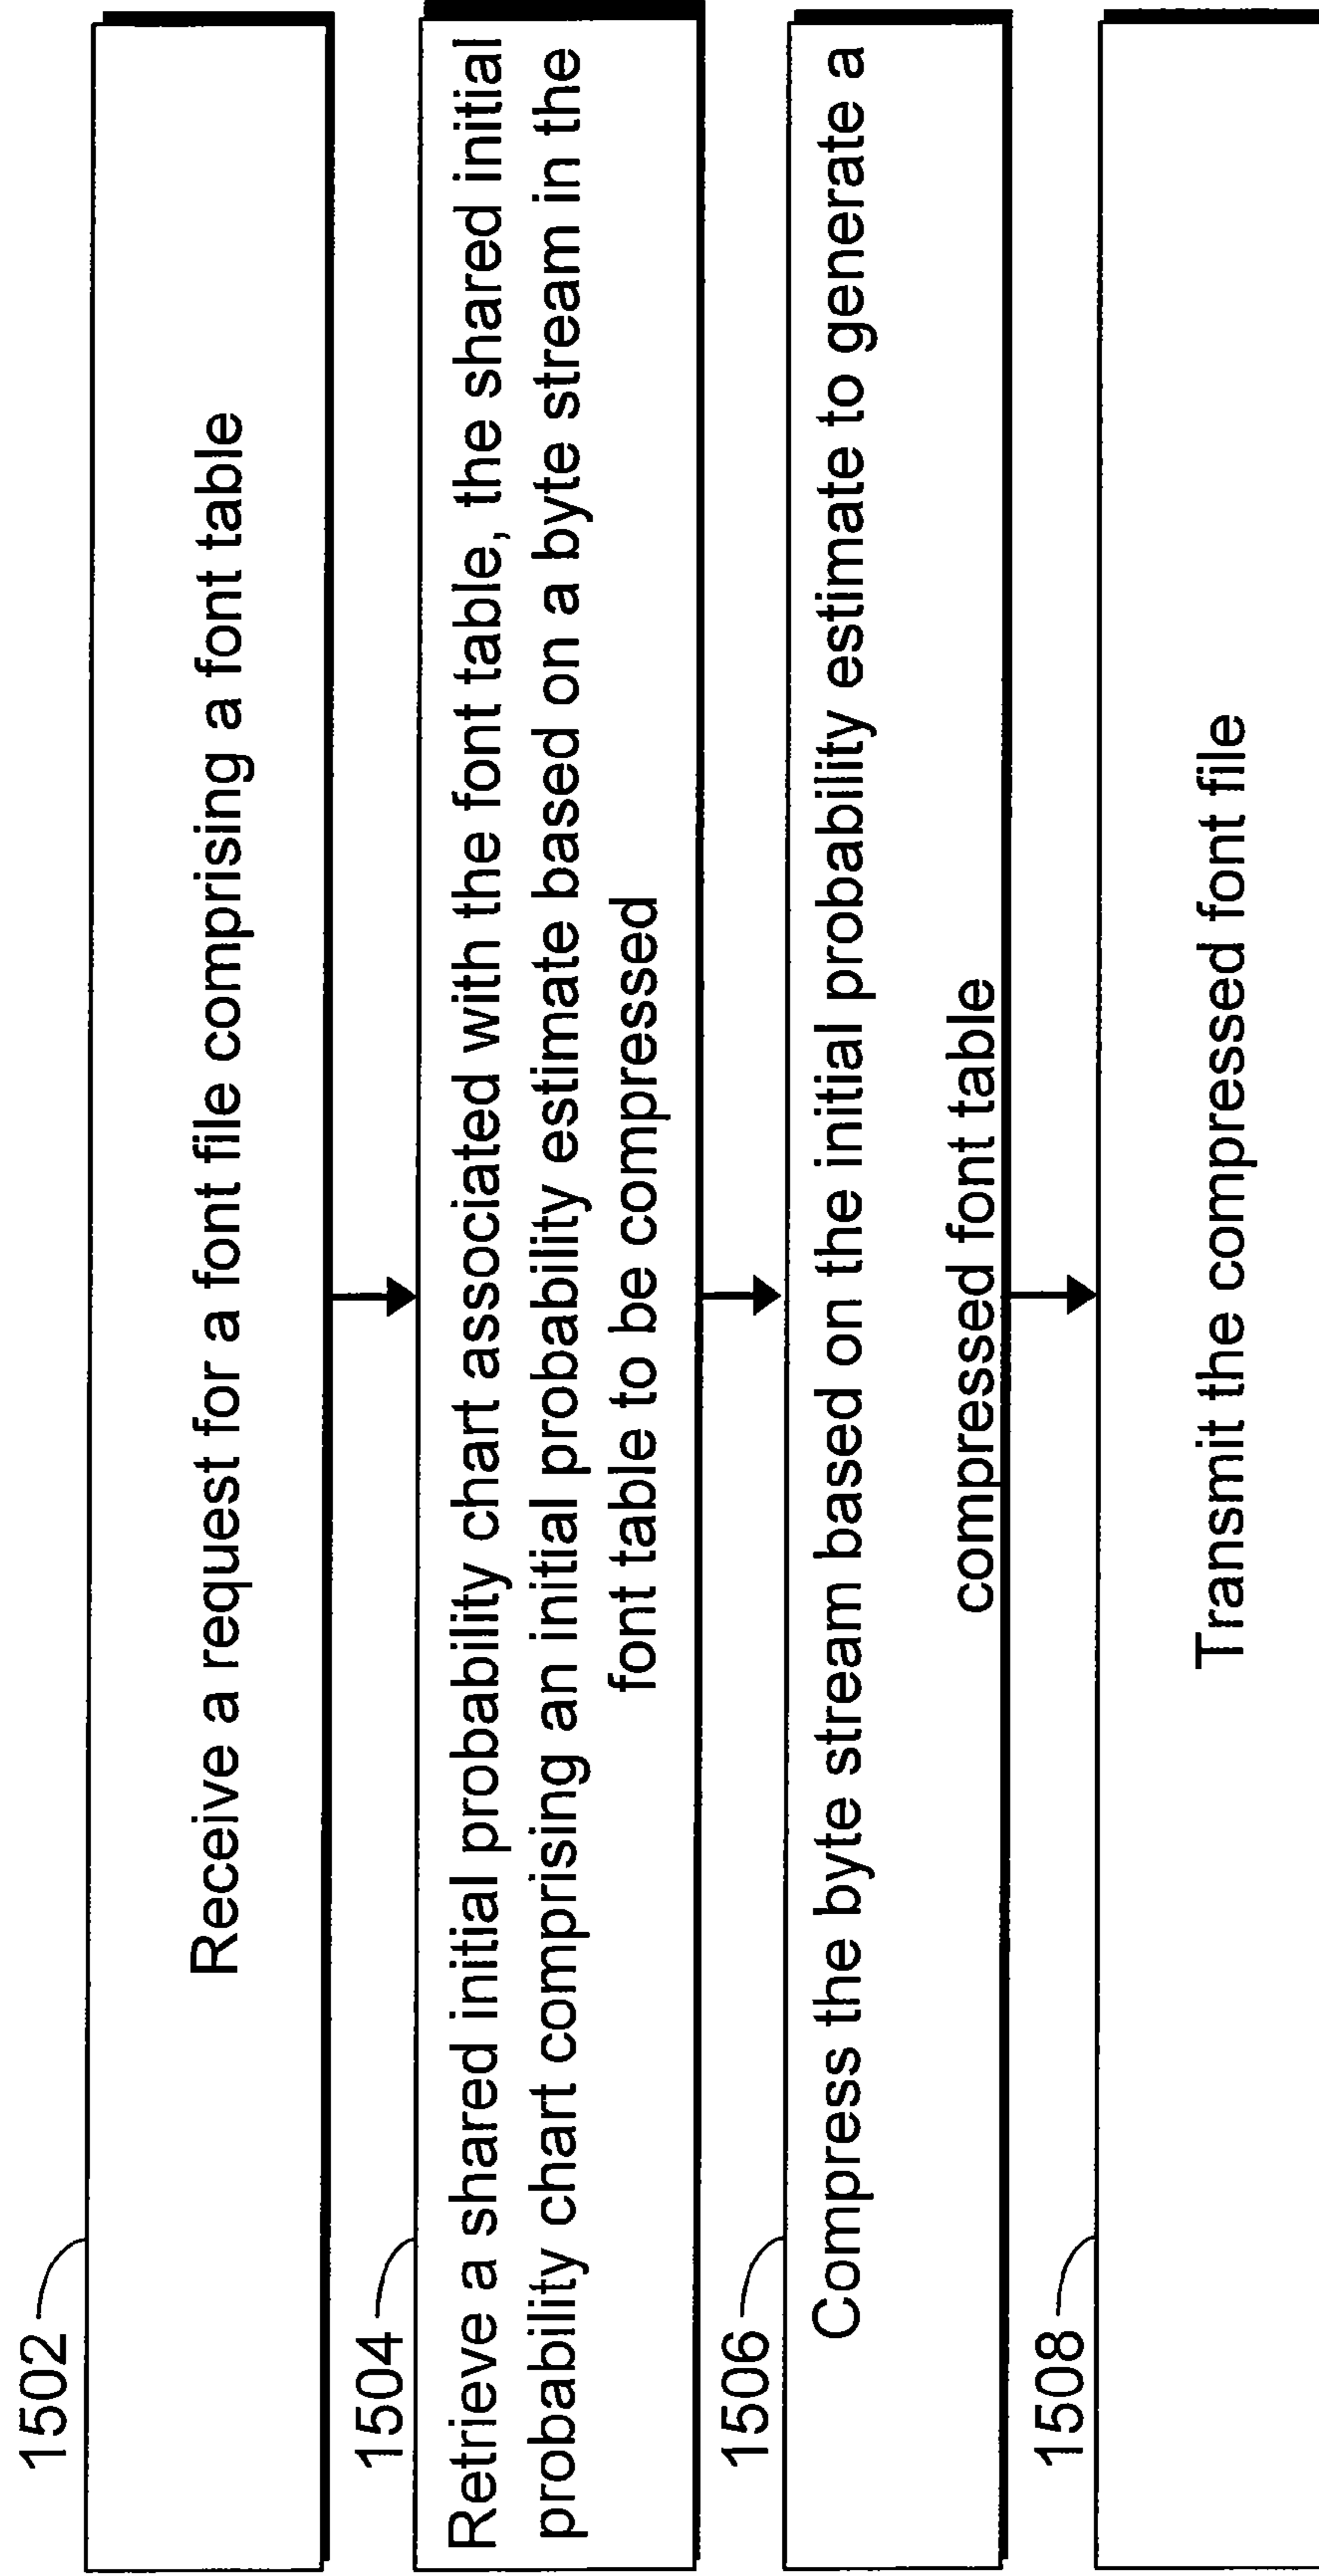 1502
Receive a request for a font file comprising a font table
1504
Retrieve a shared initial probability chart associated with the font table, the shared initial
probability chart comprising an initial probability estimate based on a byte stream in the
font table to be compressed
1506
Compress the byte stream based on the initial probability estimate to generate a
compressed font table
1508
Transmit the compressed font file